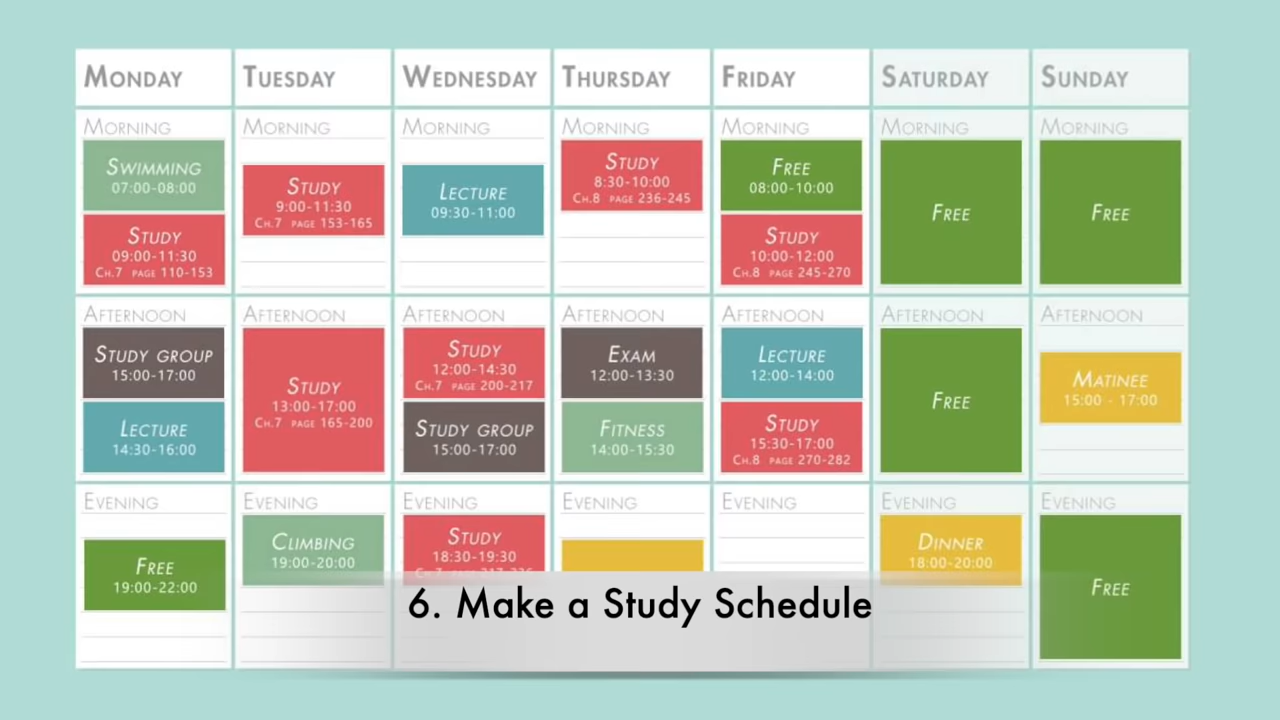 MONDAY
TUESDAY
WEDNESDAY
THURSDAY
FRIDAY
SATURDAY
SUNDAY
MORNING
MORNING
MORNING
MORNING
MORNING
MORNING
MORNING
SWIMMING
07:00-08:00
STUDY
09:00-11:30
CH.7 PAGE 110-153
STUDY
9:00-11:30
CH.7 PAGE 153-165
LECTURE
09:30-11:00
STUDY
8:30-10:00
CH.8 PAGE 236-245
FREE
08:00-10:00
STUDY
10:00-12:00
CH.8 PAGE 245-270
FREE
FREE
AFTERNOON
AFTERNOON
AFTERNOON
AFTERNOON
AFTERNOON
AFTERNOON
AFTERNOON
STUDY GROUP
15:00-17:00
LECTURE
14:30-16:00
STUDY
13:00-17:00
CH.7 PAGE 165-200
STUDY
12:00-14:30
CH.7 PAGE 200-217
STUDY GROUP
15:00-17:00
EXAM
12:00-13:30
FITNESS
14:00-15:30
LECTURE
12:00-14:00
STUDY
15:30-17:00
CH.8 PAGE 270-282
FREE
MATINEE
15:00 - 17:00
EVENING
EVENING
EVENING
EVENING
EVENING
EVENING
EVENING
FREE
19:00-22:00
CLIMBING
19:00-20:00
STUDY
18:30-19:30
DINNER
18:00-20:00
FREE
6. Make a Study Schedule